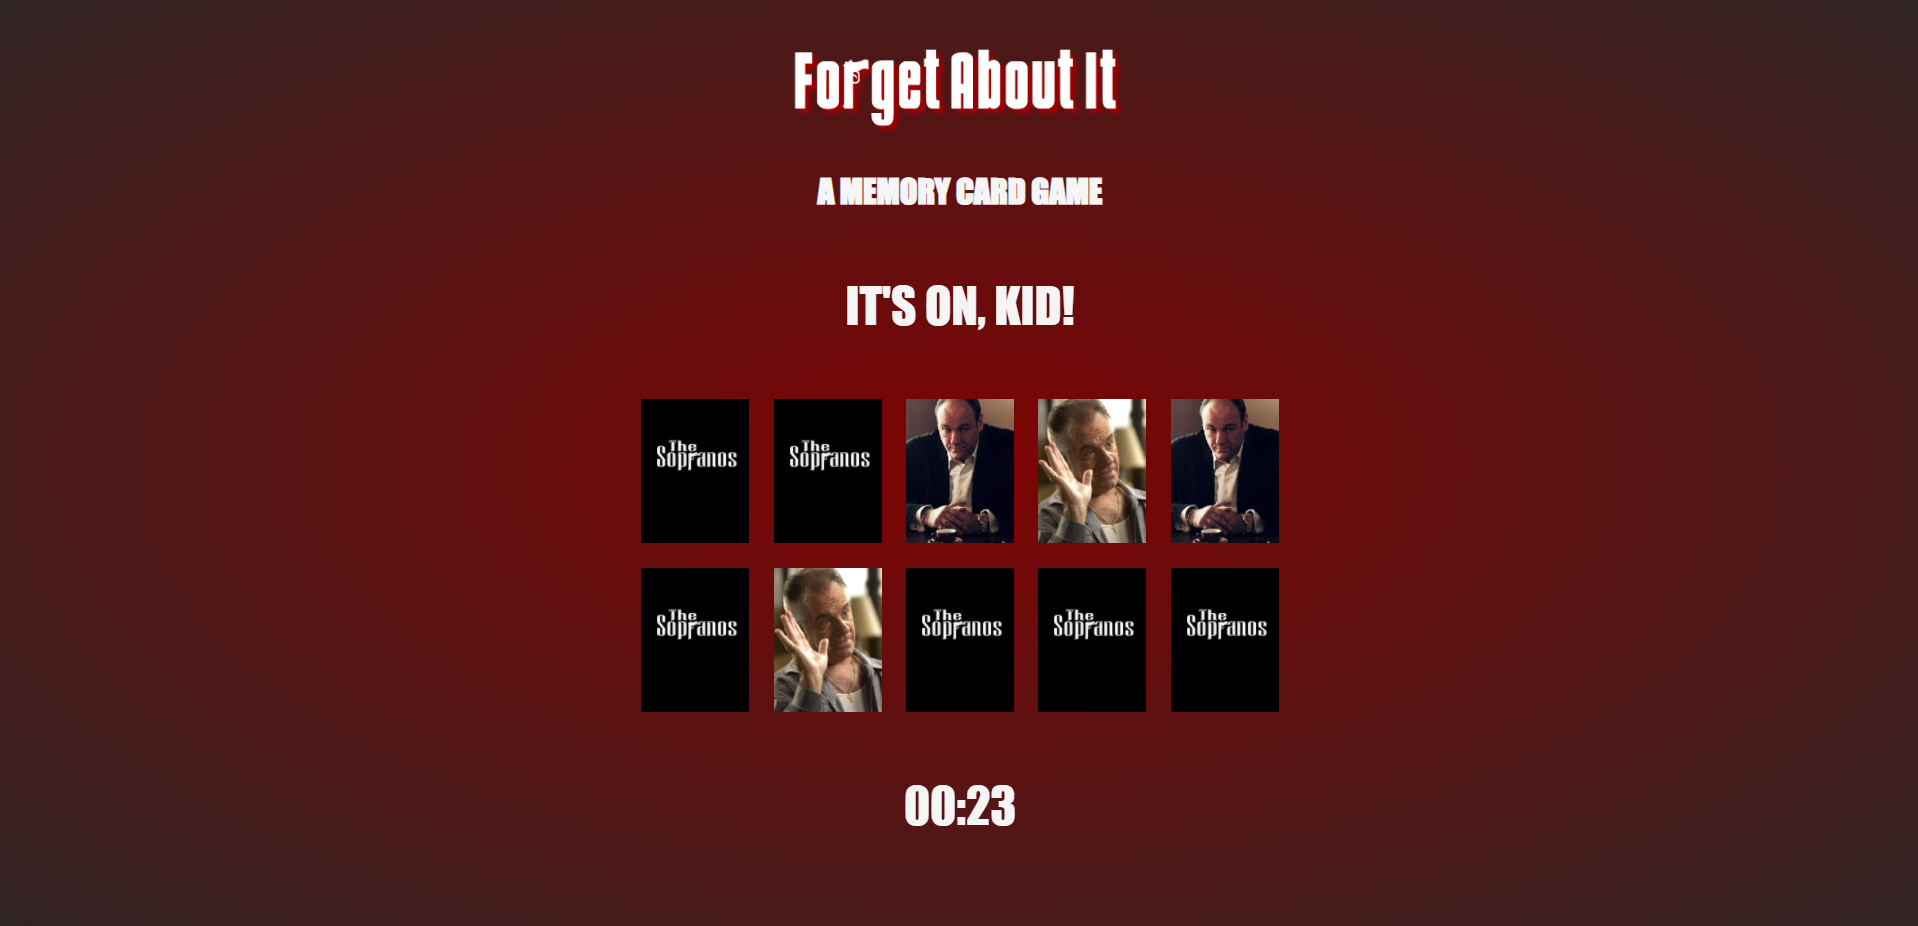 Forget About It
A MEMORY CARD GAME
IT'S ON, KID!
The
Sopranos
The
Sopranos
The
Sopranos
The
Sopranos
The
Sopranos
The
Sopranos
00:23